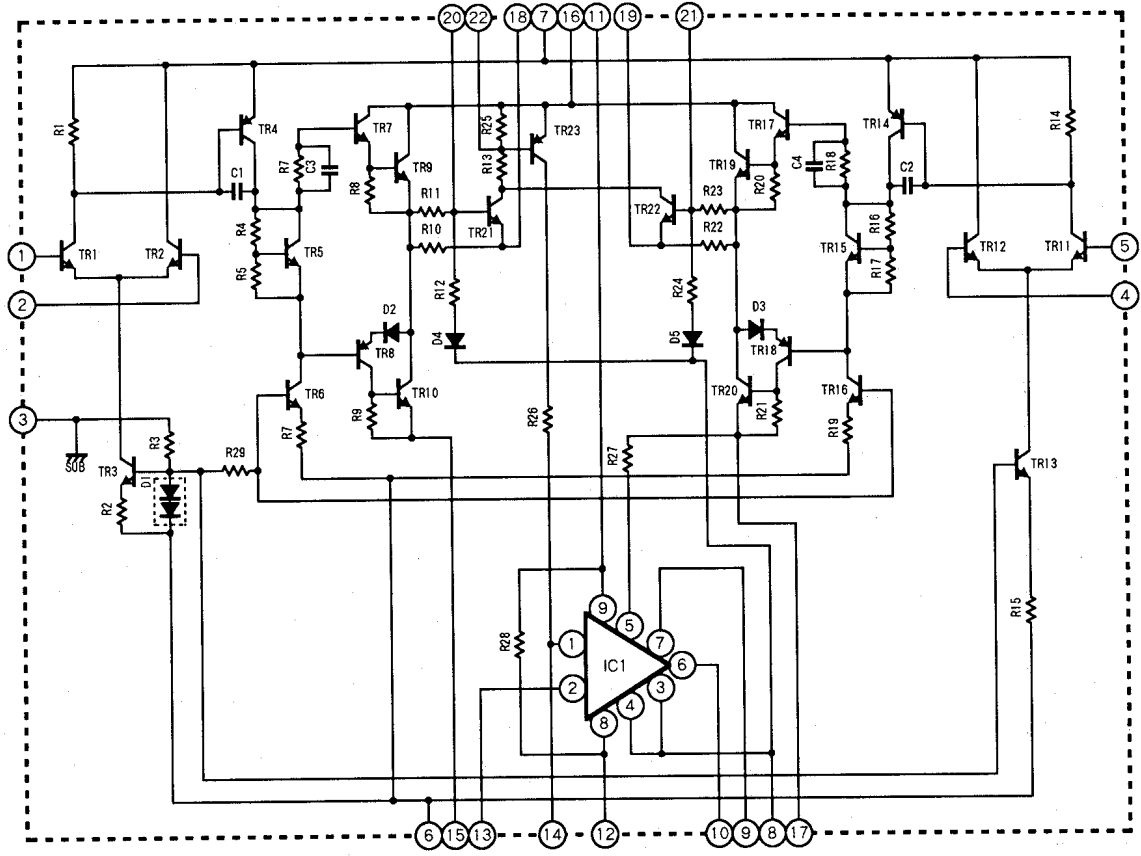 20 22 18 7 16 11 19 21
R1 TR4 TR7 R25 TR23 TR17 TR14 R14
C1 R7 C3 TR9 R13 TR19 C4 R18 C2
R8 R11 R23 R20
TR21 TR22 R16
1 TR1 TR2 R4 TR5 R10 R22 TR15 TR12 TR11 5
R5 R17
2 R12 R24 4
D2 D4 D5 D3
TR8 TR18
TR6 TR10 TR20 TR16
3 R9 R26 R21
R3 R7 R19
SUB R29 R27
TR3 D1 TR13
R2
9
5 R15
R28 1 IC1 7
6
2 3
4
8
6 15 13 14 12 10 9 8 17